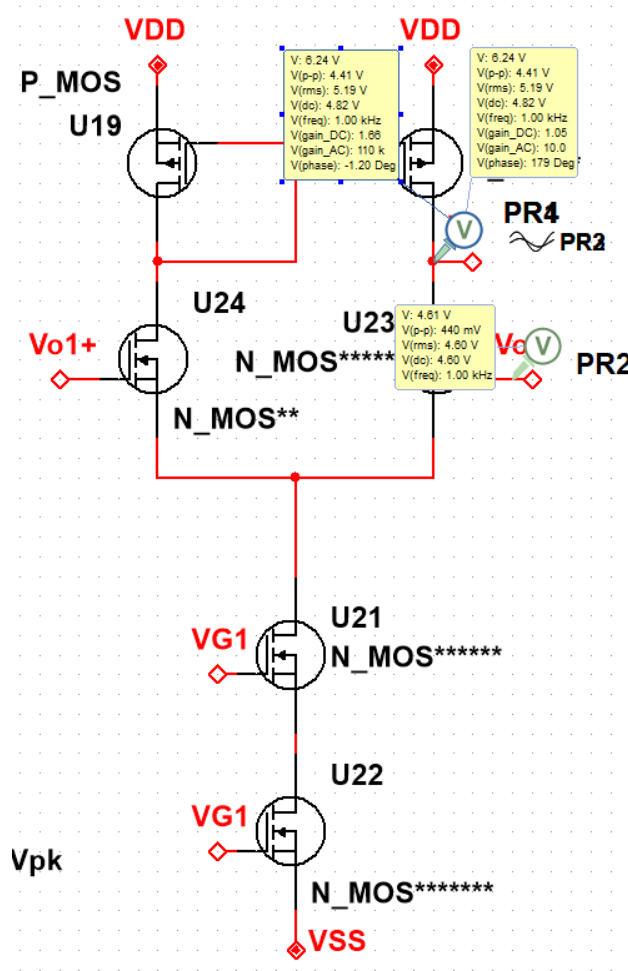 VDD
VDD
P_MOS
U19
V: 6.24 V
V(p-p): 4.41 V
V(rms): 5.19 V
V(dc): 4.82 V
V(freq): 1.00 kHz
V(gain_DC): 1.66
V(gain_AC): 110 k
V(phase): -1.20 Deg
V: 6.24 V
V(p-p): 4.41 V
V(rms): 5.19 V
V(dc): 4.82 V
V(freq): 1.00 kHz
V(gain_DC): 1.05
V(gain_AC): 10.0
V(phase): 179 Deg
V
U24
U23
Vo1+
N_MOS*****
N_MOS**
V: 4.61 V
V(p-p): 440 mV
V(rms): 4.60 V
V(dc): 4.60 V
V(freq): 1.00 kHz
Vo
V
PR2
U21
VG1
N_MOS******
U22
VG1
Vpk
N_MOS*******
VSS